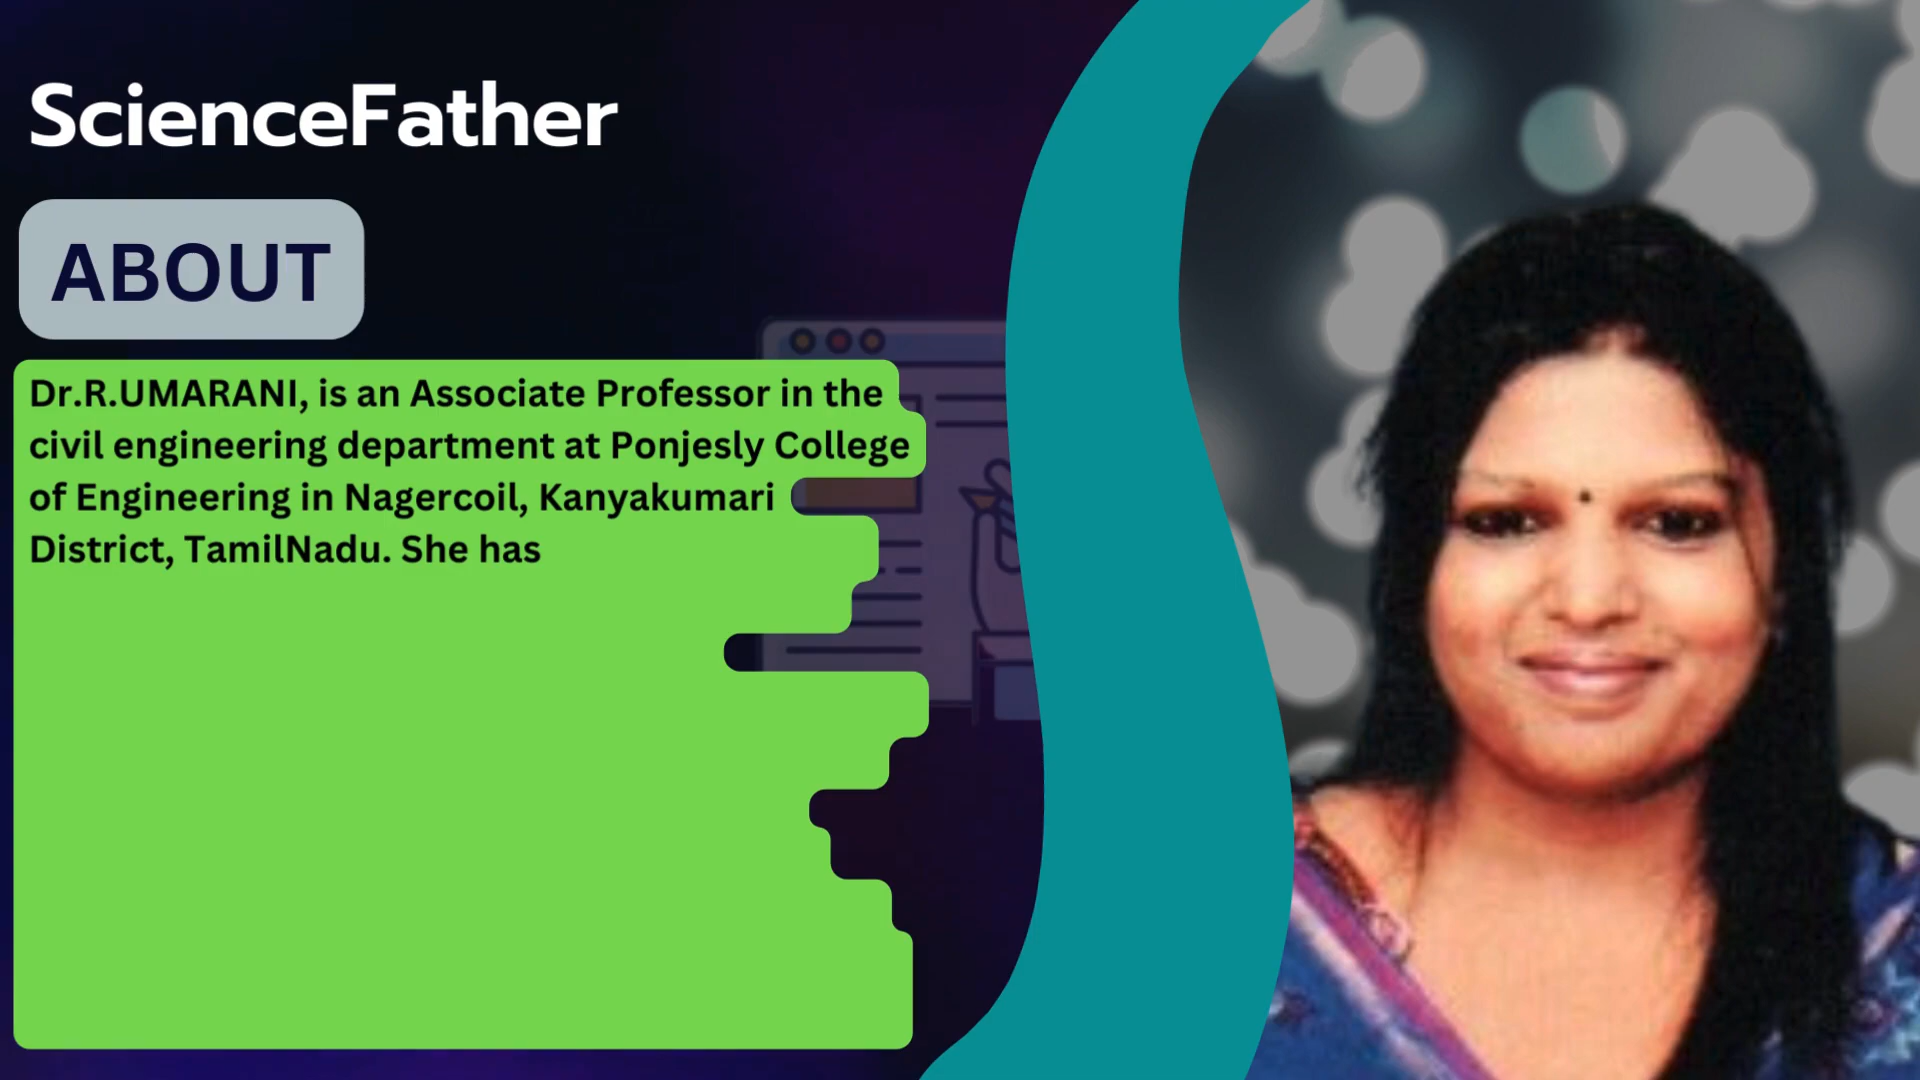 ScienceFather
ABOUT
Dr.R.UMARANI, is an Associate Professor in the
civil engineering department at Ponjesly College
of Engineering in Nagercoil, Kanyakumari
District, TamilNadu. She has